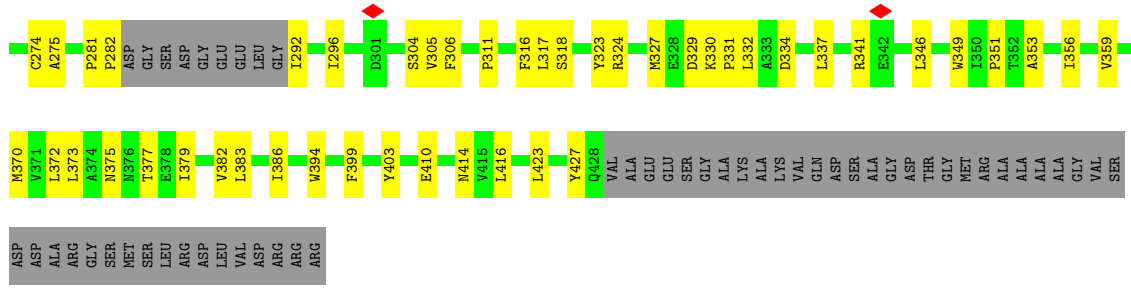 C274 A275 P281 P282 ASP GLY SER ASP GLY GLU GLU LEU GLY I292 I296 D301 S304 V305 F306 P311 F316 L317 S318 Y323 R324 M327 E328 D329 K330 P331 L332 A333 D334 L337 R341 E342 L346 W349 I350 P351 T352 A353 I356 V359
M370 V371 L372 L373 A374 N375 N376 T377 E378 I379 V382 L383 I386 W394 F399 Y403 E410 N414 V415 L416 L423 Y427 Q428 VAL ALA GLU GLU SER GLY ALA LYS ALA LYS VAL GLN ASP SER ALA GLY ASP THR GLY MET ARG ALA ALA ALA ALA GLY VAL SER
ASP ASP ALA ARG GLY SER MET SER LEU ARG ASP LEU VAL ASP ARG ARG ARG